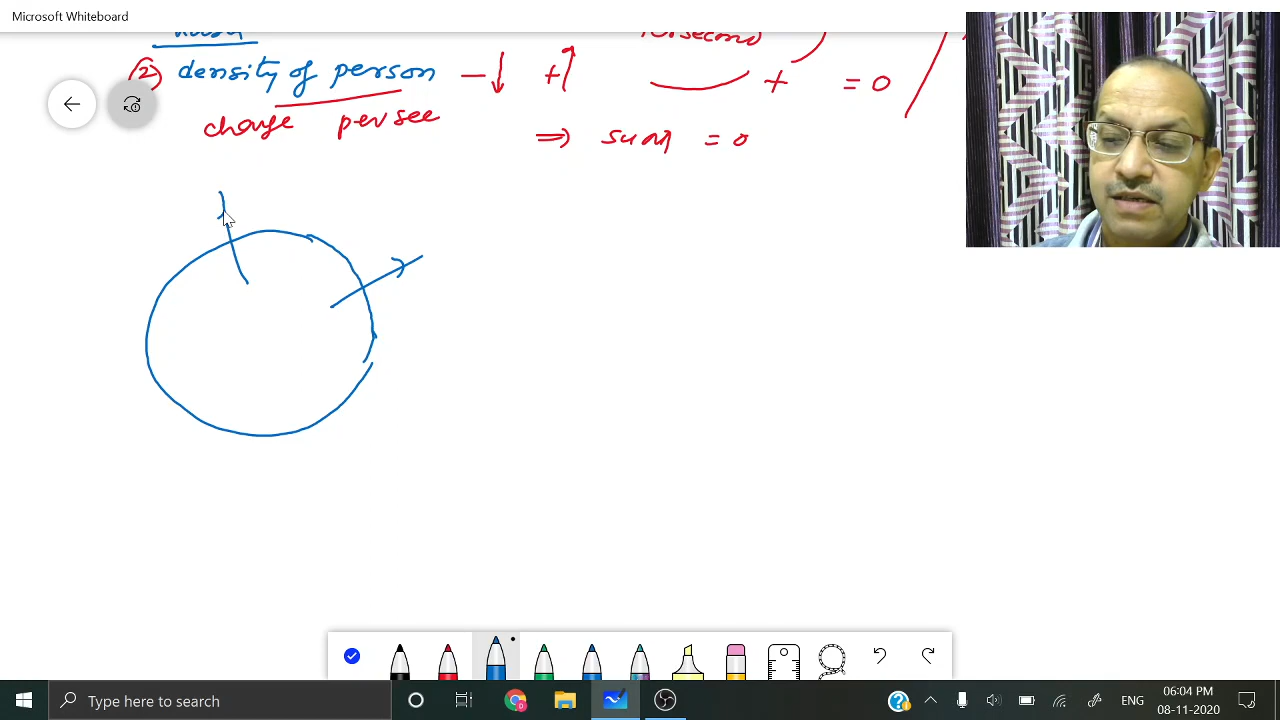 Microsoft Whiteboard
② density of person – ↓ +↑ + = 0
change per sec
⇒ sum = 0
Type here to search
ENG
06:04 PM
08-11-2020